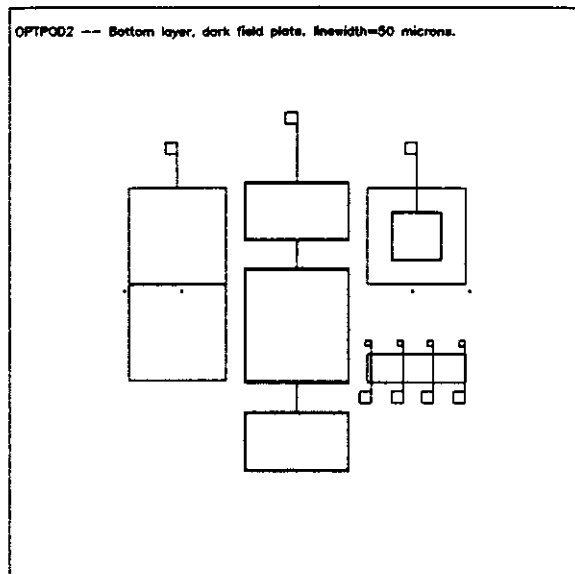 OPTPOD2 -- Bottom layer, dark field plate, linewidth=50 microns.